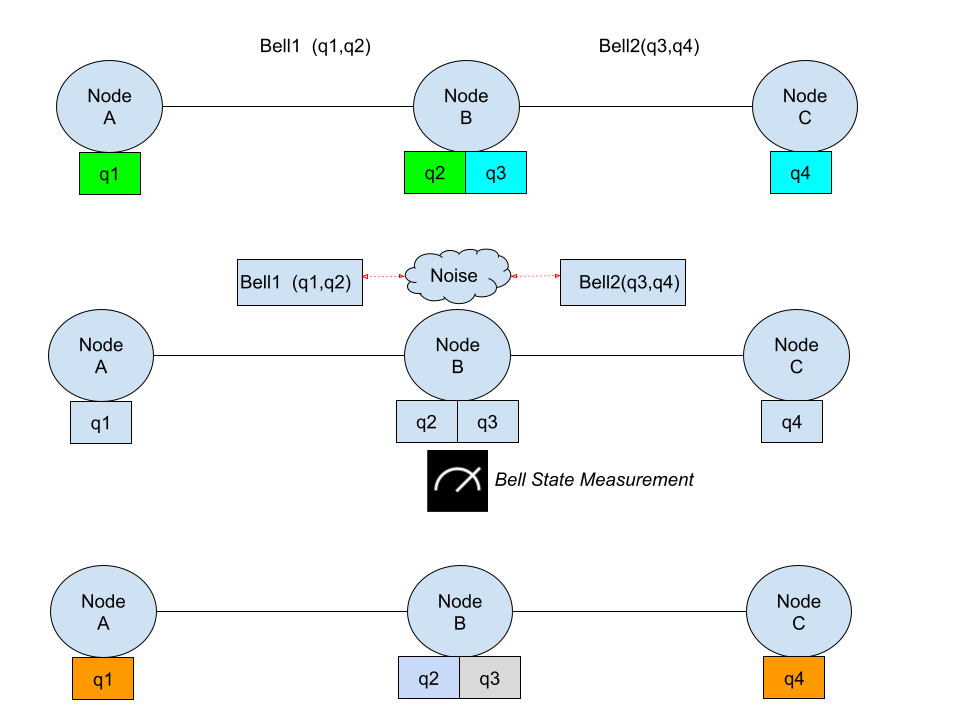 Bell1 (q1,q2)
Bell2(q3,q4)
Node
A
Node
B
Node
C
q1
q2
q3
q4
Bell1 (q1,q2)
Noise
Bell2(q3,q4)
Node
A
Node
B
Node
C
q1
q2
q3
q4
Bell State Measurement
Node
A
Node
B
Node
C
q1
q2
q3
q4